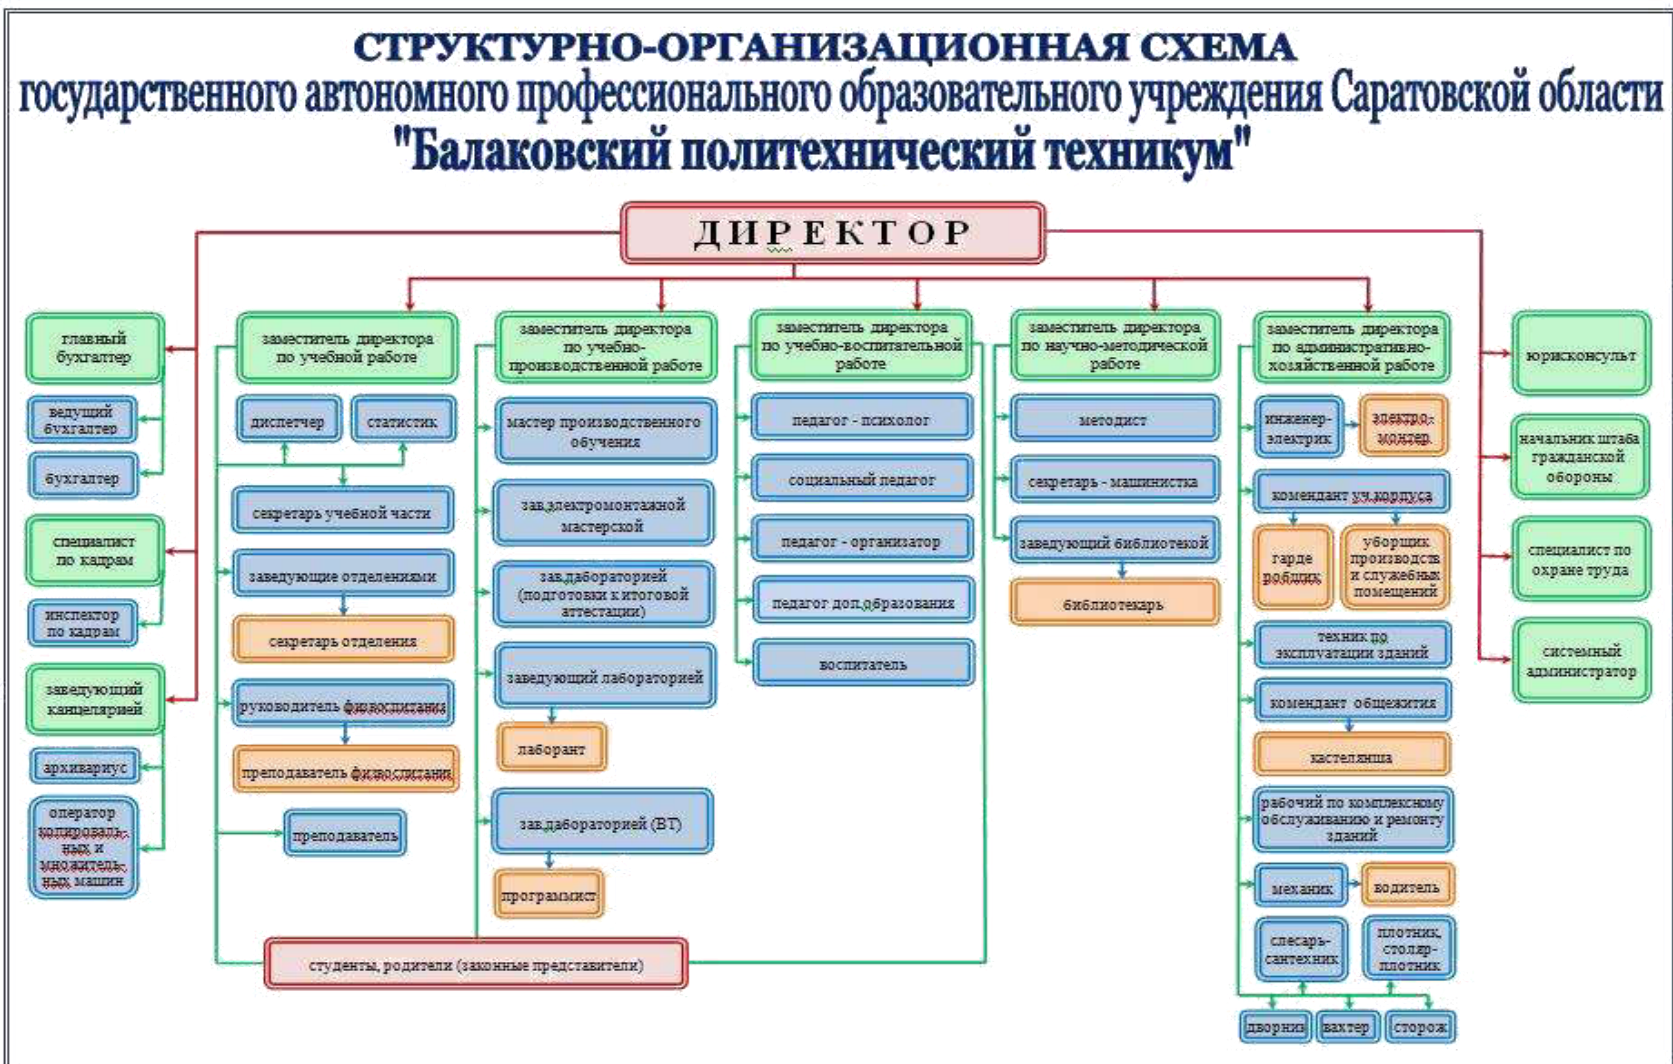 СТРУКТУРНО-ОРГАНИЗАЦИОННАЯ СХЕМА
государственного автономного профессионального образовательного учреждения Саратовской области
"Балаковский политехнический техникум"
ДИРЕКТОР
главный
бухгалтер
ведущий
бухгалтер
бухгалтер
специалист
по кадрам
инспектор
по кадрам
заведующий
канцелярией
архивариус
оператор
копироваль-
ных и
множитель-
ных машин
заместитель директора
по учебной работе
диспетчер
статистик
секретарь учебной части
заведующие отделениями
секретарь отделения
руководитель физвоспитания
преподаватель физвоспитания
преподаватель
заместитель директора
по учебно-
производственной работе
мастер производственного
обучения
зав.электромонтажной
мастерской
зав.лабораторией
(подготовки к итоговой
аттестации)
заведующий лабораторией
лаборант
зав.лабораторией (ВТ)
программист
студенты, родители (законные представители)
заместитель директора
по учебно-воспитательной
работе
педагог - психолог
социальный педагог
педагог - организатор
педагог доп.образования
воспитатель
заместитель директора
по научно-методической
работе
методист
секретарь - машинистка
заведующий библиотекой
библиотекарь
заместитель директора
по административно-
хозяйственной работе
инженер-
электрик
электро-
монтер
комендант уч.корпуса
гарде
робщик
уборщик
производств
и служебных
помещений
техник по
эксплуатации зданий
комендант общежития
кастелянша
рабочий по комплексному
обслуживанию и ремонту
зданий
механик
водитель
слесарь-
сантехник
плотник,
столяр-
плотник
дворник
вахтер
сторож
юрисконсульт
начальник штаба
гражданской
обороны
специалист по
охране труда
системный
администратор